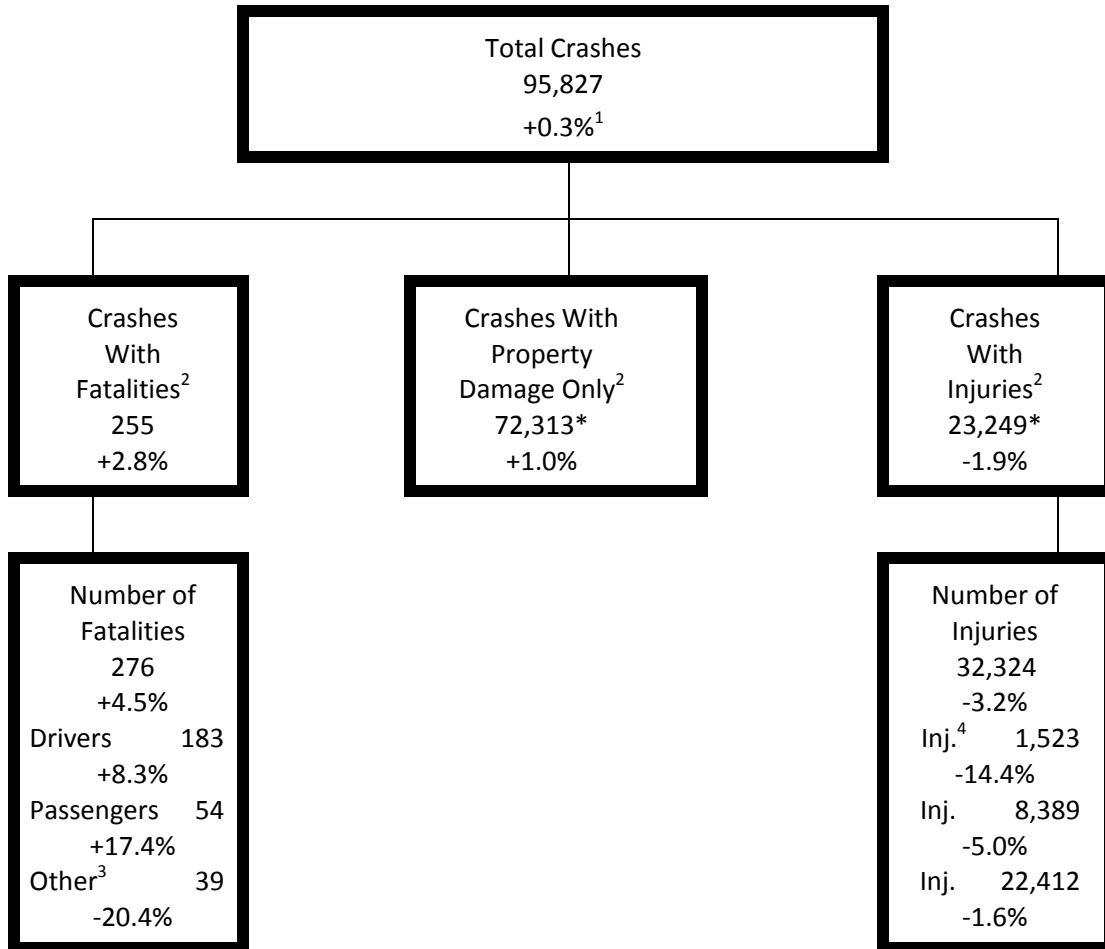 Total Crashes
95,827
+0.3%¹
Crashes
With
Fatalities²
255
+2.8%
Crashes With
Property
Damage Only²
72,313*
+1.0%
Crashes
With
Injuries²
23,249*
-1.9%
Number of
Fatalities
276
+4.5%
Drivers 183
+8.3%
Passengers 54
+17.4%
Other³ 39
-20.4%
Number of
Injuries
32,324
-3.2%
Inj.⁴ 1,523
-14.4%
Inj. 8,389
-5.0%
Inj. 22,412
-1.6%